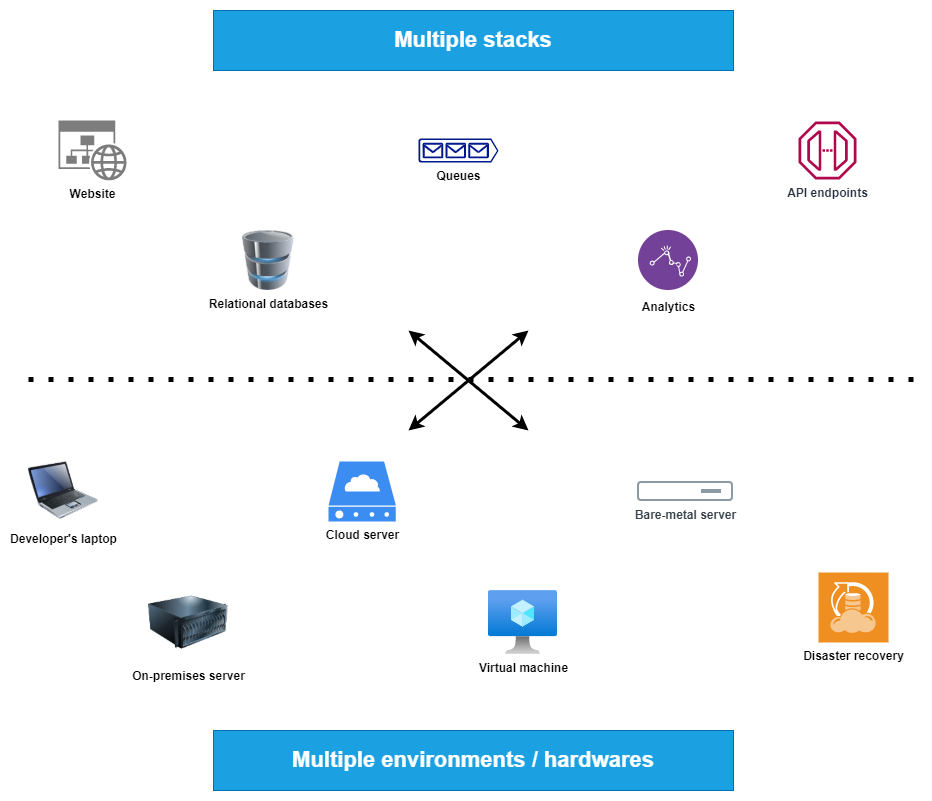 Multiple stacks
Website
Queues
API endpoints
Relational databases
Analytics
Developer's laptop
Cloud server
Bare-metal server
On-premises server
Virtual machine
Disaster recovery
Multiple environments / hardwares